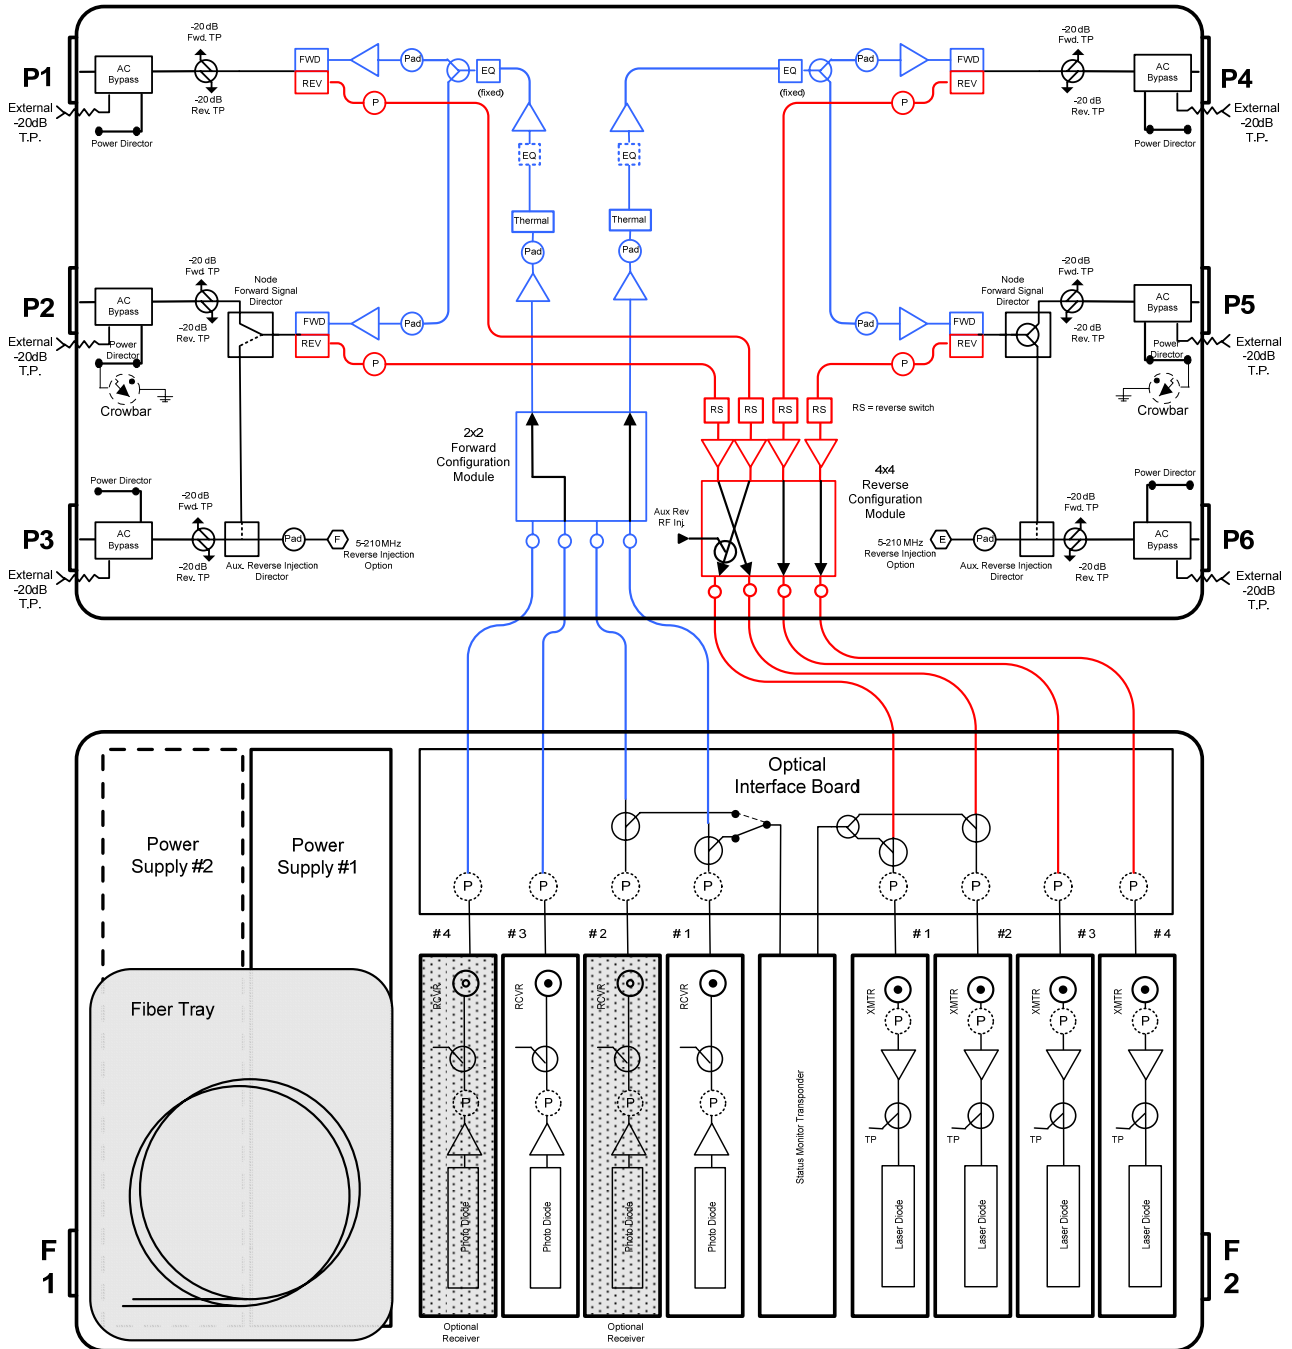 -20 dB
Fwd. TP
-20 dB
Rev. TP
P1
AC
Bypass
External
-20dB
T.P.
Power Director
FWD
REV
Pad
P
EQ
(fixed)
EQ
Thermal
Pad
EQ
(fixed)
EQ
Thermal
Pad
Pad
FWD
REV
P
-20 dB
Fwd. TP
-20 dB
Rev. TP
AC
Bypass
P4
External
-20dB
T.P.
Power Director
P2
AC
Bypass
External
-20dB
T.P.
Power
Director
Crowbar
-20 dB
Fwd. TP
-20 dB
Rev. TP
Node
Forward Signal
Director
FWD
REV
Pad
P
Pad
FWD
REV
P
Node
Forward Signal
Director
-20 dB
Fwd. TP
-20 dB
Rev. TP
AC
Bypass
P5
External
-20dB
T.P.
Power
Director
Crowbar
RS
RS
RS
RS
RS = reverse switch
2x2
Forward
Configuration
Module
4x4
Reverse
Configuration
Module
Aux Rev
RF Inj.
Power Director
P3
AC
Bypass
External
-20dB
T.P.
-20 dB
Fwd. TP
-20 dB
Rev. TP
Pad
F
5-210 MHz
Reverse Injection
Option
Aux. Reverse Injection
Director
E
Pad
5-210 MHz
Reverse Injection
Option
Aux. Reverse Injection
Director
-20 dB
Fwd. TP
-20 dB
Rev. TP
Power Director
AC
Bypass
P6
External
-20dB
T.P.
Optical
Interface Board
Power
Supply #2
Power
Supply #1
P
P
P
P
P
P
P
P
#4
#3
#2
#1
#1
#2
#3
#4
Fiber Tray
RCVR
P
Photo Diode
RCVR
P
Photo Diode
RCVR
P
Photo Diode
RCVR
P
Photo Diode
Status Monitor Transponder
XMTR
P
TP
Laser Diode
XMTR
P
TP
Laser Diode
XMTR
P
TP
Laser Diode
XMTR
P
TP
Laser Diode
F
1
F
2
Optional
Receiver
Optional
Receiver